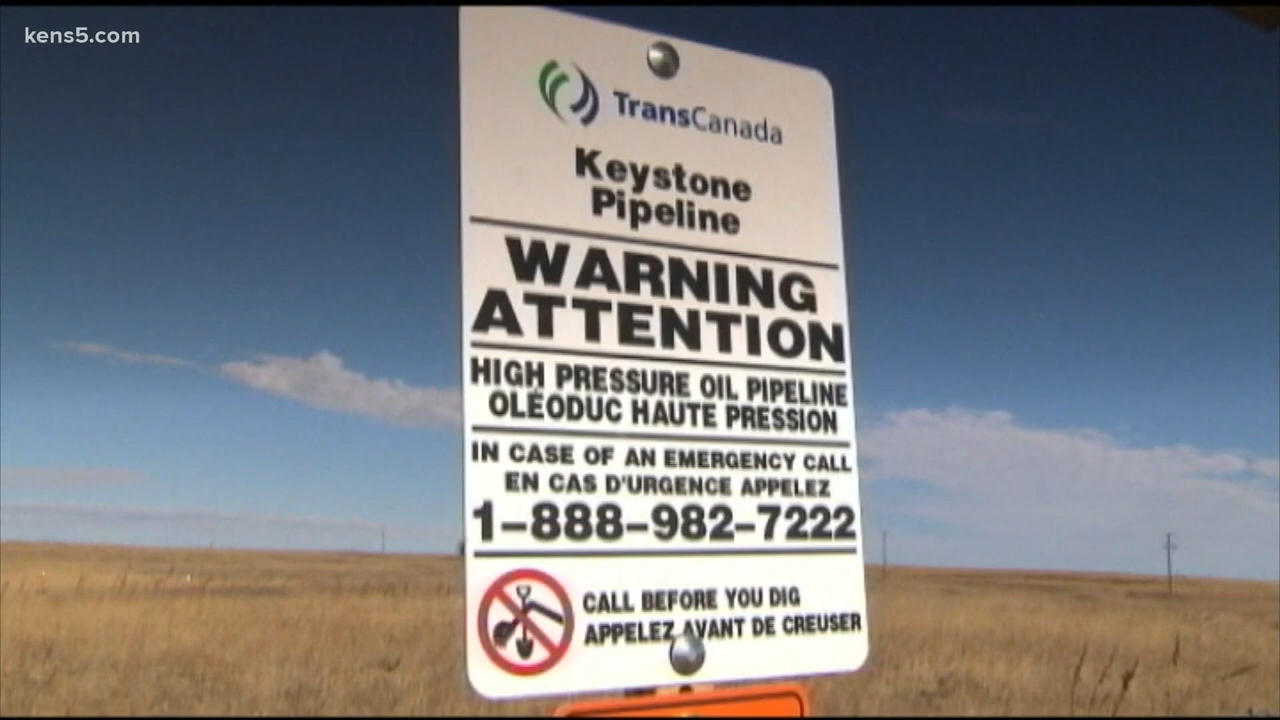 kens5.com
TransCanada
Keystone
Pipeline
WARNING
ATTENTION
HIGH PRESSURE OIL PIPELINE
OLÉODUC HAUTE PRESSION
IN CASE OF AN EMERGENCY CALL
EN CAS D'URGENCE APPELEZ
1–888–982–7222
CALL BEFORE YOU DIG
APPELEZ AVANT DE CREUSER